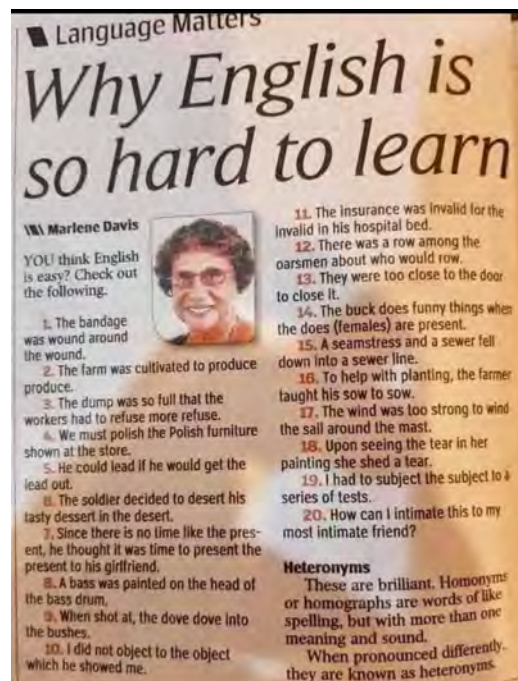 Language Matters
Why English is
so hard to learn
Marlene Davis
YOU think English
is easy? Check out
the following.
1. The bandage
was wound around
the wound.
2. The farm was cultivated to produce
produce.
3. The dump was so full that the
workers had to refuse more refuse.
4. We must polish the Polish furniture
shown at the store.
5. He could lead if he would get the
lead out.
6. The soldier decided to desert his
tasty dessert in the desert.
7. Since there is no time like the pres-
ent, he thought it was time to present the
present to his girlfriend.
8. A bass was painted on the head of
the bass drum.
9. When shot at, the dove dove into
the bushes.
10. I did not object to the object
which he showed me.
11. The insurance was invalid for the
invalid in his hospital bed.
12. There was a row among the
oarsmen about who would row.
13. They were too close to the door
to close it.
14. The buck does funny things when
the does (females) are present.
15. A seamstress and a sewer fell
down into a sewer line.
16. To help with planting, the farmer
taught his sow to sow.
17. The wind was too strong to wind
the sail around the mast.
18. Upon seeing the tear in her
painting she shed a tear.
19. I had to subject the subject to a
series of tests.
20. How can I intimate this to my
most intimate friend?
Heteronyms
These are brilliant. Homonyms
or homographs are words of like
spelling, but with more than one
meaning and sound.
When pronounced differently,
they are known as heteronyms.